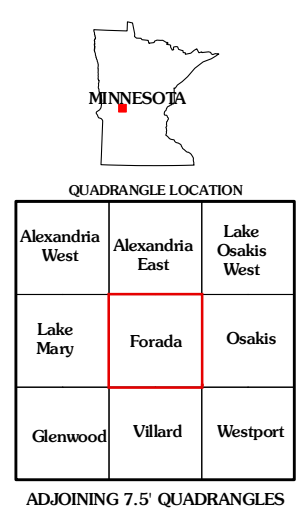 MINNESOTA
QUADRANGLE LOCATION
Alexandria
West
Alexandria
East
Lake
Osakis
West
Lake
Mary
Forada
Osakis
Glenwood
Villard
Westport
ADJOINING 7.5' QUADRANGLES